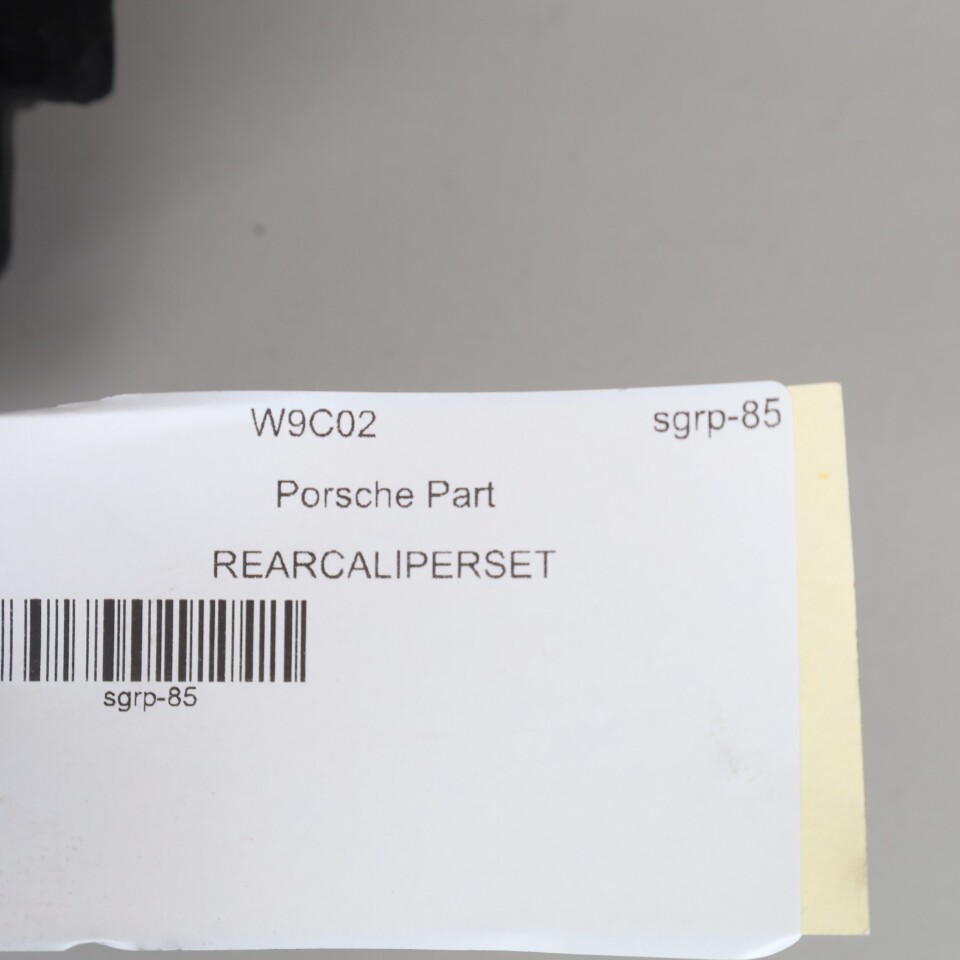 W9C02 sgrp-85
Porsche Part
REARCALIPERSET
sgrp-85